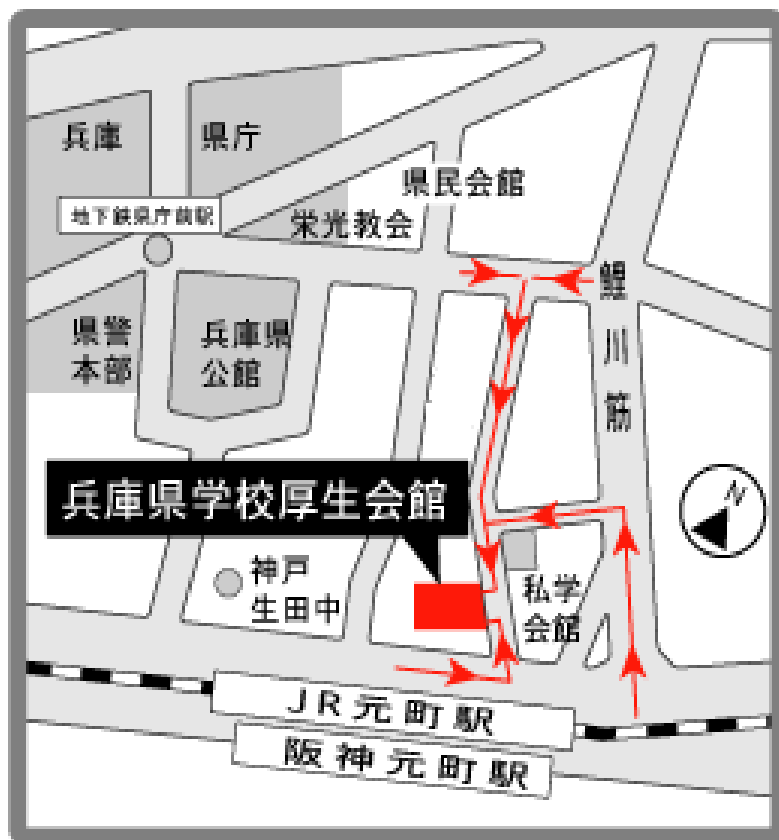 兵庫 県庁
県民会館
地下鉄県庁前駅
栄光教会
鯉川筋
県警
本部
兵庫県
公館
兵庫県学校厚生会館
N
神戸
生田中
私学
会館
JR元町駅
阪神元町駅